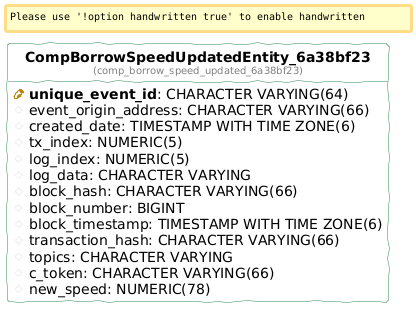 Please use '!option handwritten true' to enable handwritten
CompBorrowSpeedUpdatedEntity_6a38bf23
(comp_borrow_speed_updated_6a38bf23)
unique_event_id: CHARACTER VARYING(64)
event_origin_address: CHARACTER VARYING(66)
created_date: TIMESTAMP WITH TIME ZONE(6)
tx_index: NUMERIC(5)
log_index: NUMERIC(5)
log_data: CHARACTER VARYING
block_hash: CHARACTER VARYING(66)
block_number: BIGINT
block_timestamp: TIMESTAMP WITH TIME ZONE(6)
transaction_hash: CHARACTER VARYING(66)
topics: CHARACTER VARYING
c_token: CHARACTER VARYING(66)
new_speed: NUMERIC(78)